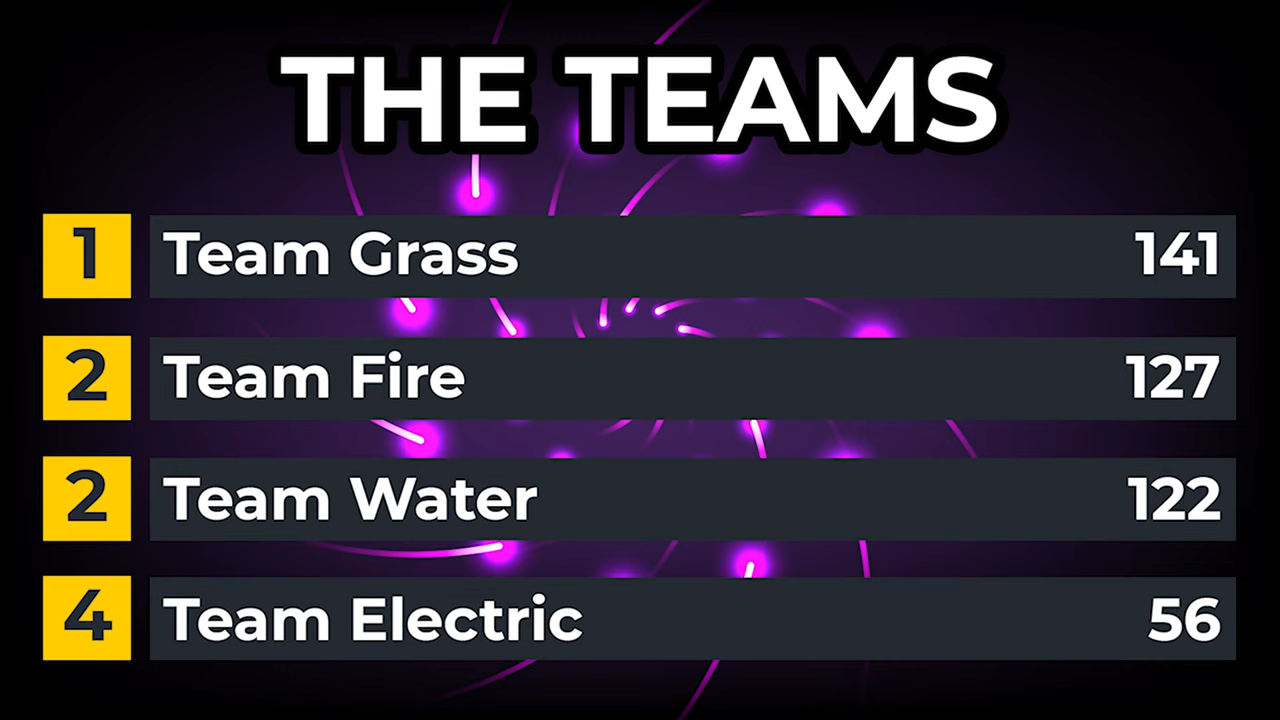 THE TEAMS
1 Team Grass 141
2 Team Fire 127
2 Team Water 122
4 Team Electric 56